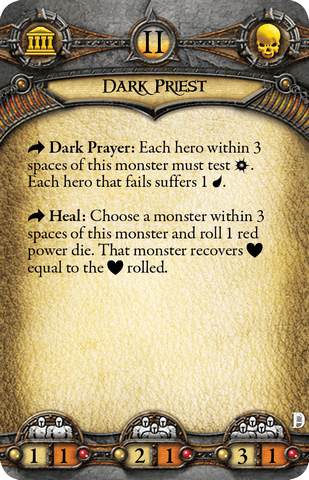 II
DARK PRIEST
Dark Prayer: Each hero within 3
spaces of this monster must test .
Each hero that fails suffers 1 .
Heal: Choose a monster within 3
spaces of this monster and roll 1 red
power die. That monster recovers
equal to the rolled.
1 1 2 1 3 1